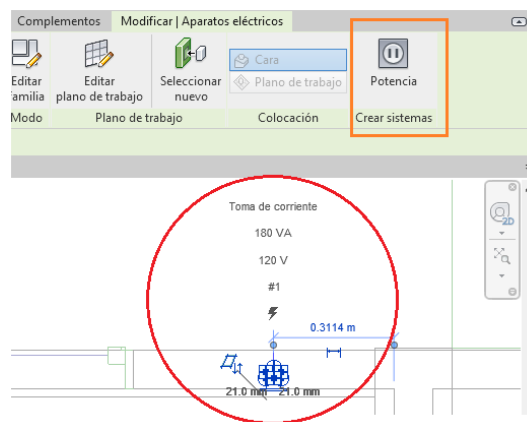 Complementos
Modificar | Aparatos eléctricos
Editar
familia
Editar
plano de trabajo
Seleccionar
nuevo
Cara
Plano de trabajo
Potencia
Modo
Plano de trabajo
Colocación
Crear sistemas
Toma de corriente
180 VA
120 V
#1
0.3114 m
21.0 mm
21.0 mm
2D